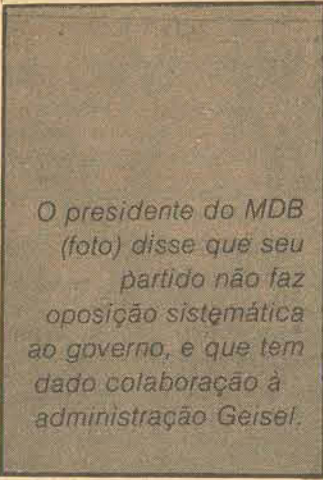 O presidente do MDB
(foto) disse que seu
partido não faz
oposição sistemática
ao governo, e que tem
dado colaboração à
administração Geisel.